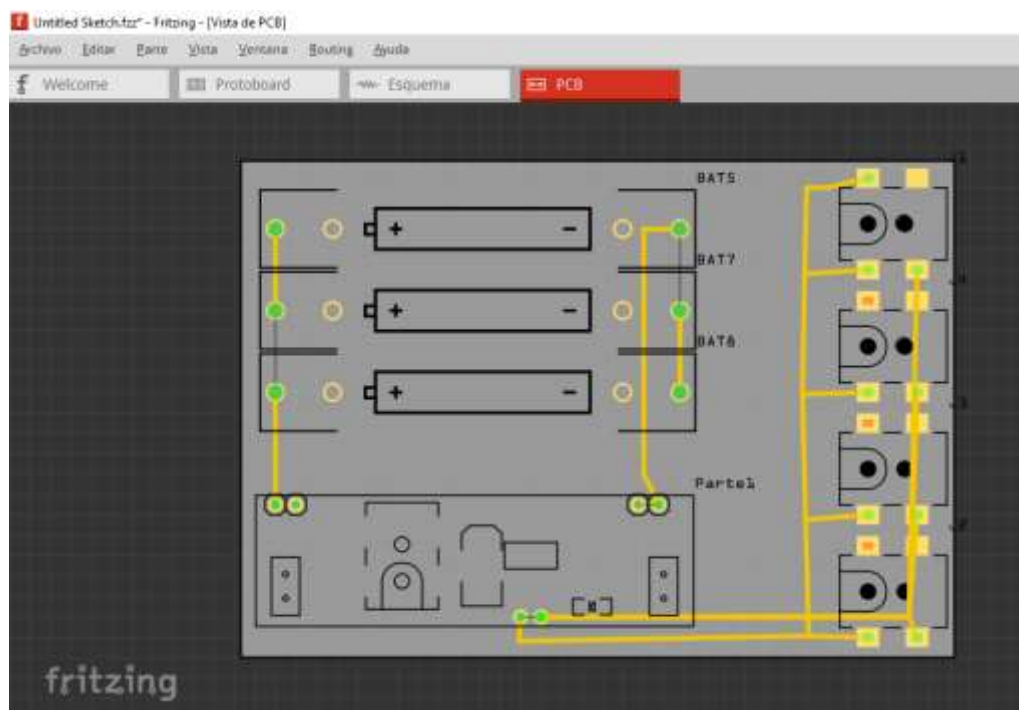 Untitled Sketch.fzz* - Fritzing - [Vista de PCB]
Archivo Editar Parte Vista Ventana Routing Ayuda
Welcome Protoboard Esquema PCB
BAT5
+ -
BAT7
+ -
BAT6
+ -
Parte1
fritzing